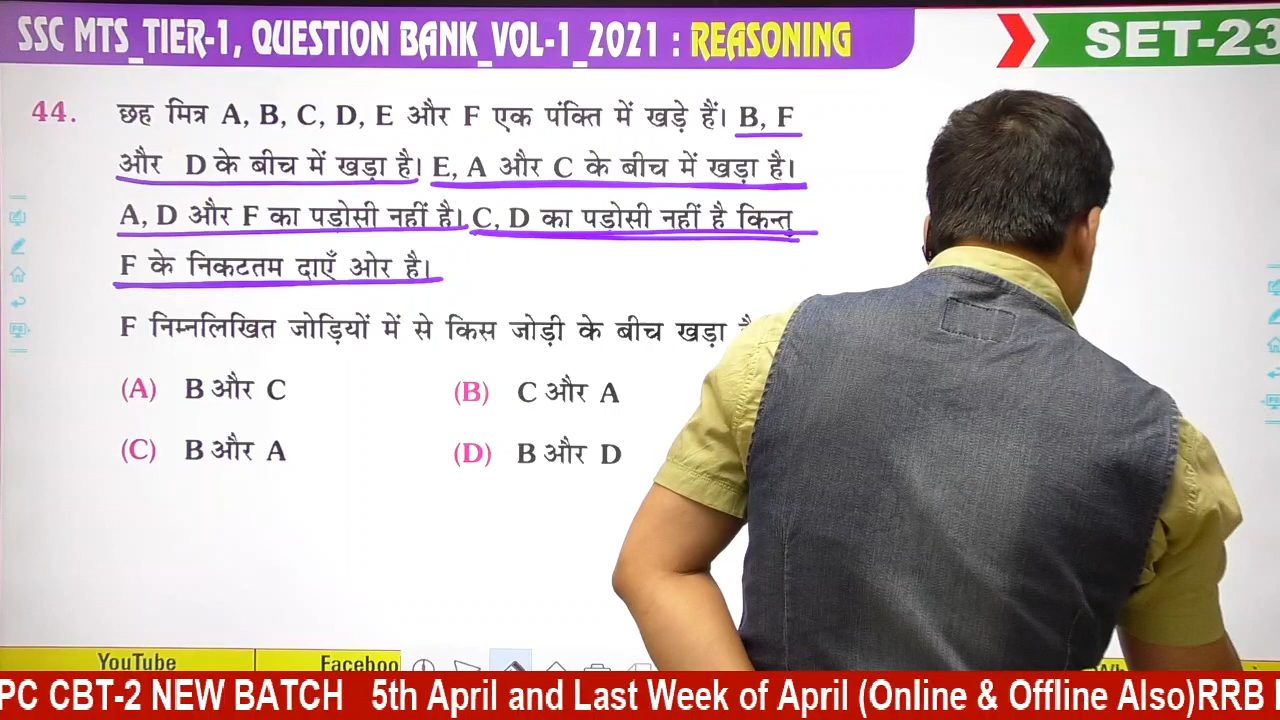 SSC MTS_TIER-1, QUESTION BANK_VOL-1_2021 : REASONING
SET-23
44. छह मित्र A, B, C, D, E और F एक पंक्ति में खड़े हैं। B, F
और D के बीच में खड़ा है। E, A और C के बीच में खड़ा है।
A, D और F का पड़ोसी नहीं है। C, D का पड़ोसी नहीं है किन्तु
F के निकटतम दाएँ ओर है।
F निम्नलिखित जोड़ियों में से किस जोड़ी के बीच खड़ा
(A) B और C (B) C और A
(C) B और A (D) B और D
YouTube Faceboo
PC CBT-2 NEW BATCH 5th April and Last Week of April (Online & Offline Also)RRB